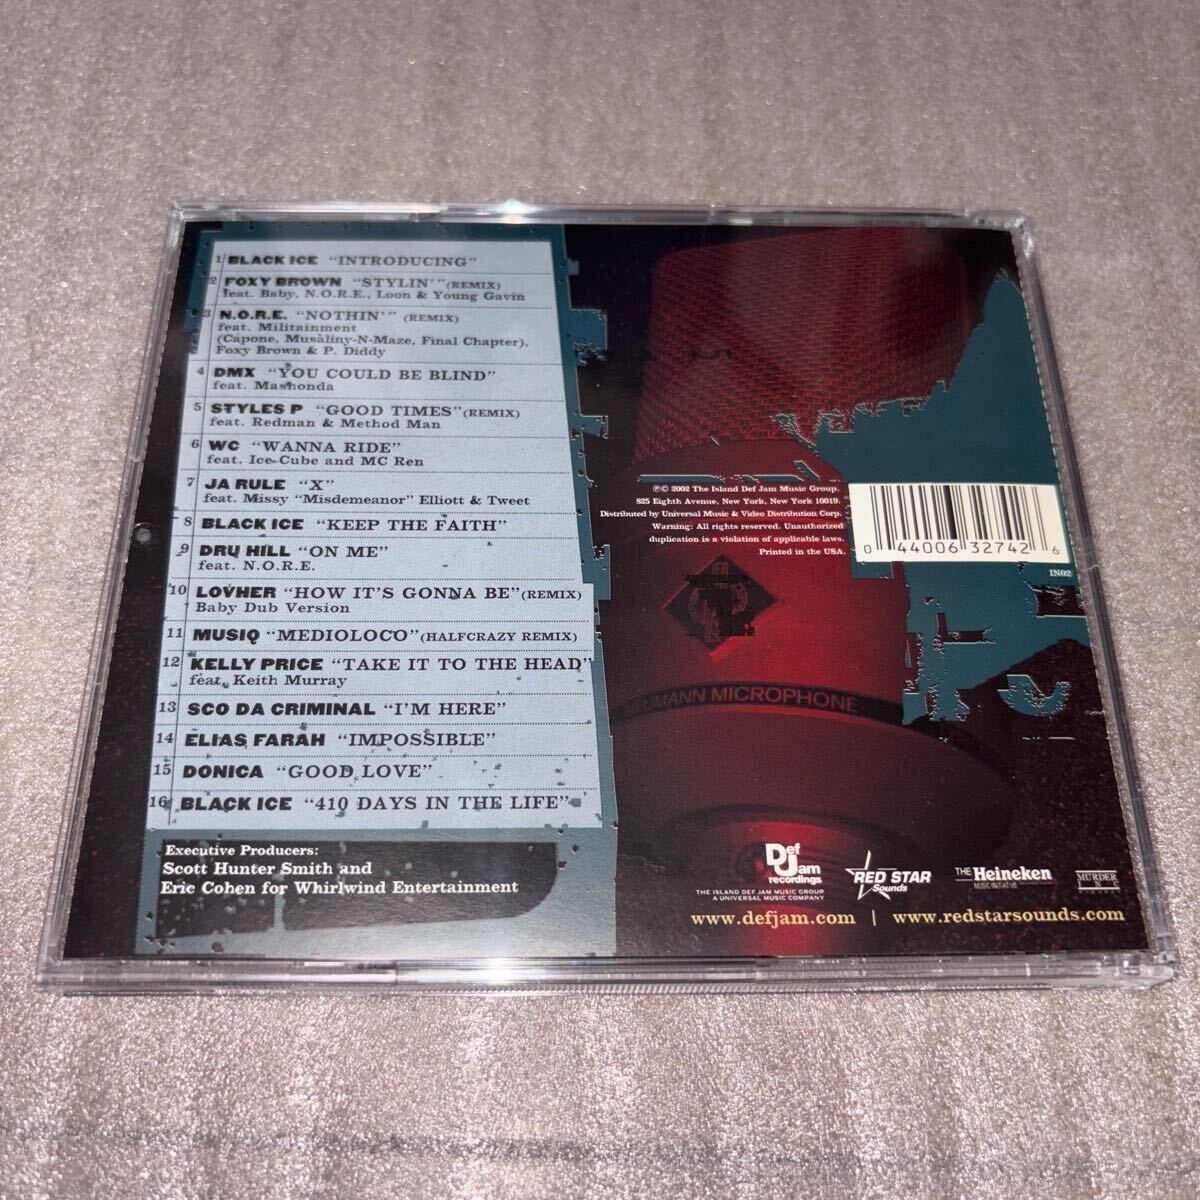 1 BLACK ICE "INTRODUCING"
2 FOXY BROWN "STYLIN'" (REMIX)
feat. Baby, N.O.R.E., Loon & Young Gavin
3 N.O.R.E. "NOTHIN'" (REMIX)
feat. Militainment
(Capone, Musaliny-N-Maze, Final Chapter),
Foxy Brown & P. Diddy
4 DMX "YOU COULD BE BLIND"
feat. Mashonda
5 STYLES P "GOOD TIMES" (REMIX)
feat. Redman & Method Man
6 WC "WANNA RIDE"
feat. Ice Cube and MC Ren
7 JA RULE "X"
feat. Missy "Misdemeanor" Elliott & Tweet
8 BLACK ICE "KEEP THE FAITH"
9 DRU HILL "ON ME"
feat. N.O.R.E.
10 LOVHER "HOW IT'S GONNA BE" (REMIX)
Baby Dub Version
11 MUSIQ "MEDIOLOCO" (HALFCRAZY REMIX)
12 KELLY PRICE "TAKE IT TO THE HEAD"
feat. Keith Murray
13 SCO DA CRIMINAL "I'M HERE"
14 ELIAS FARAH "IMPOSSIBLE"
15 DONICA "GOOD LOVE"
16 BLACK ICE "410 DAYS IN THE LIFE"
Executive Producers:
Scott Hunter Smith and
Eric Cohen for Whirlwind Entertainment
℗© 2002 The Island Def Jam Music Group.
825 Eighth Avenue, New York, New York 10019.
Distributed by Universal Music & Video Distribution Corp.
Warning: All rights reserved. Unauthorized
duplication is a violation of applicable laws.
Printed in the USA.
0 44006 32742 6
IN02
MANN MICROPHONE
Def Jam recordings
THE ISLAND DEF JAM MUSIC GROUP
A UNIVERSAL MUSIC COMPANY
RED STAR
Sounds
THE Heineken
MUSIC INITIATIVE
MURDER
INC
www.defjam.com | www.redstarsounds.com